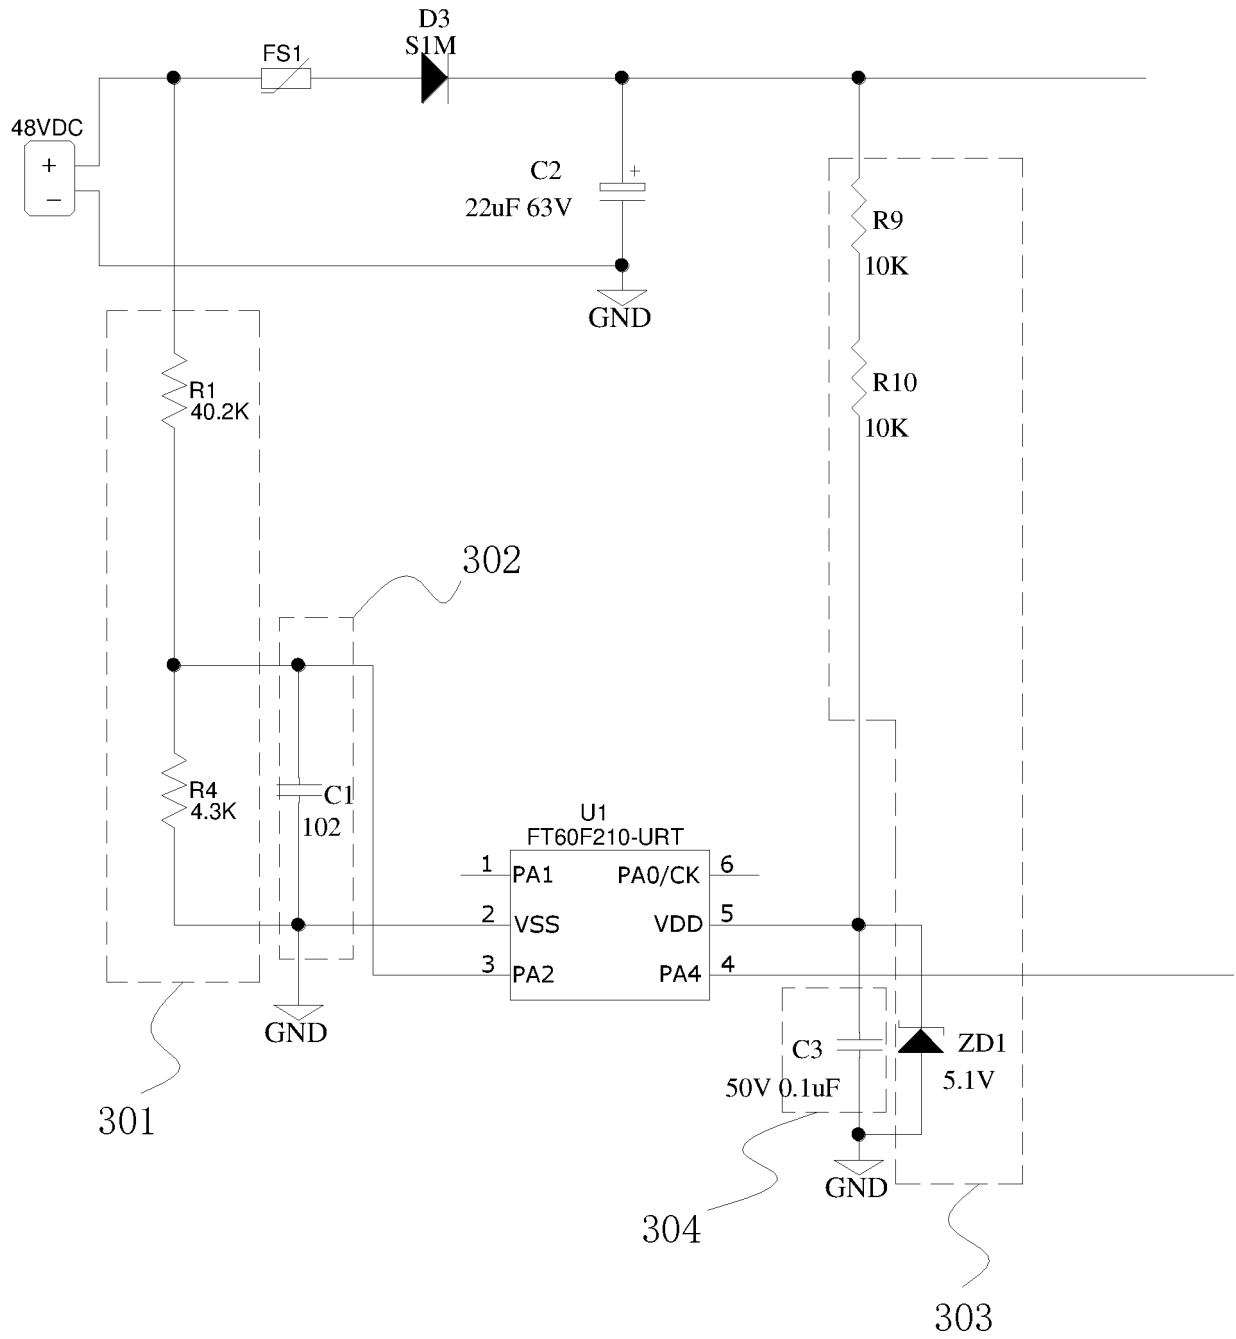 D3
S1M
FS1
48VDC
+
−
C2
+
22uF 63V
GND
R9
10K
R10
10K
R1
40.2K
302
R4
4.3K
C1
102
U1
FT60F210-URT
1 PA1 PA0/CK 6
2 VSS VDD 5
3 PA2 PA4 4
GND
C3
50V 0.1uF
ZD1
5.1V
301
GND
304
303